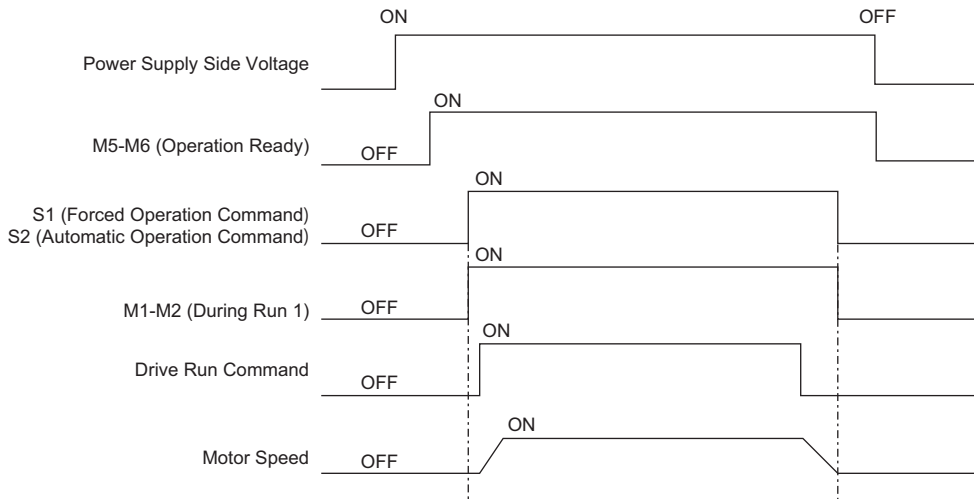 ON
OFF
Power Supply Side Voltage
ON
M5-M6 (Operation Ready)
OFF
ON
S1 (Forced Operation Command)
S2 (Automatic Operation Command)
OFF
ON
M1-M2 (During Run 1)
OFF
ON
Drive Run Command
OFF
ON
Motor Speed
OFF